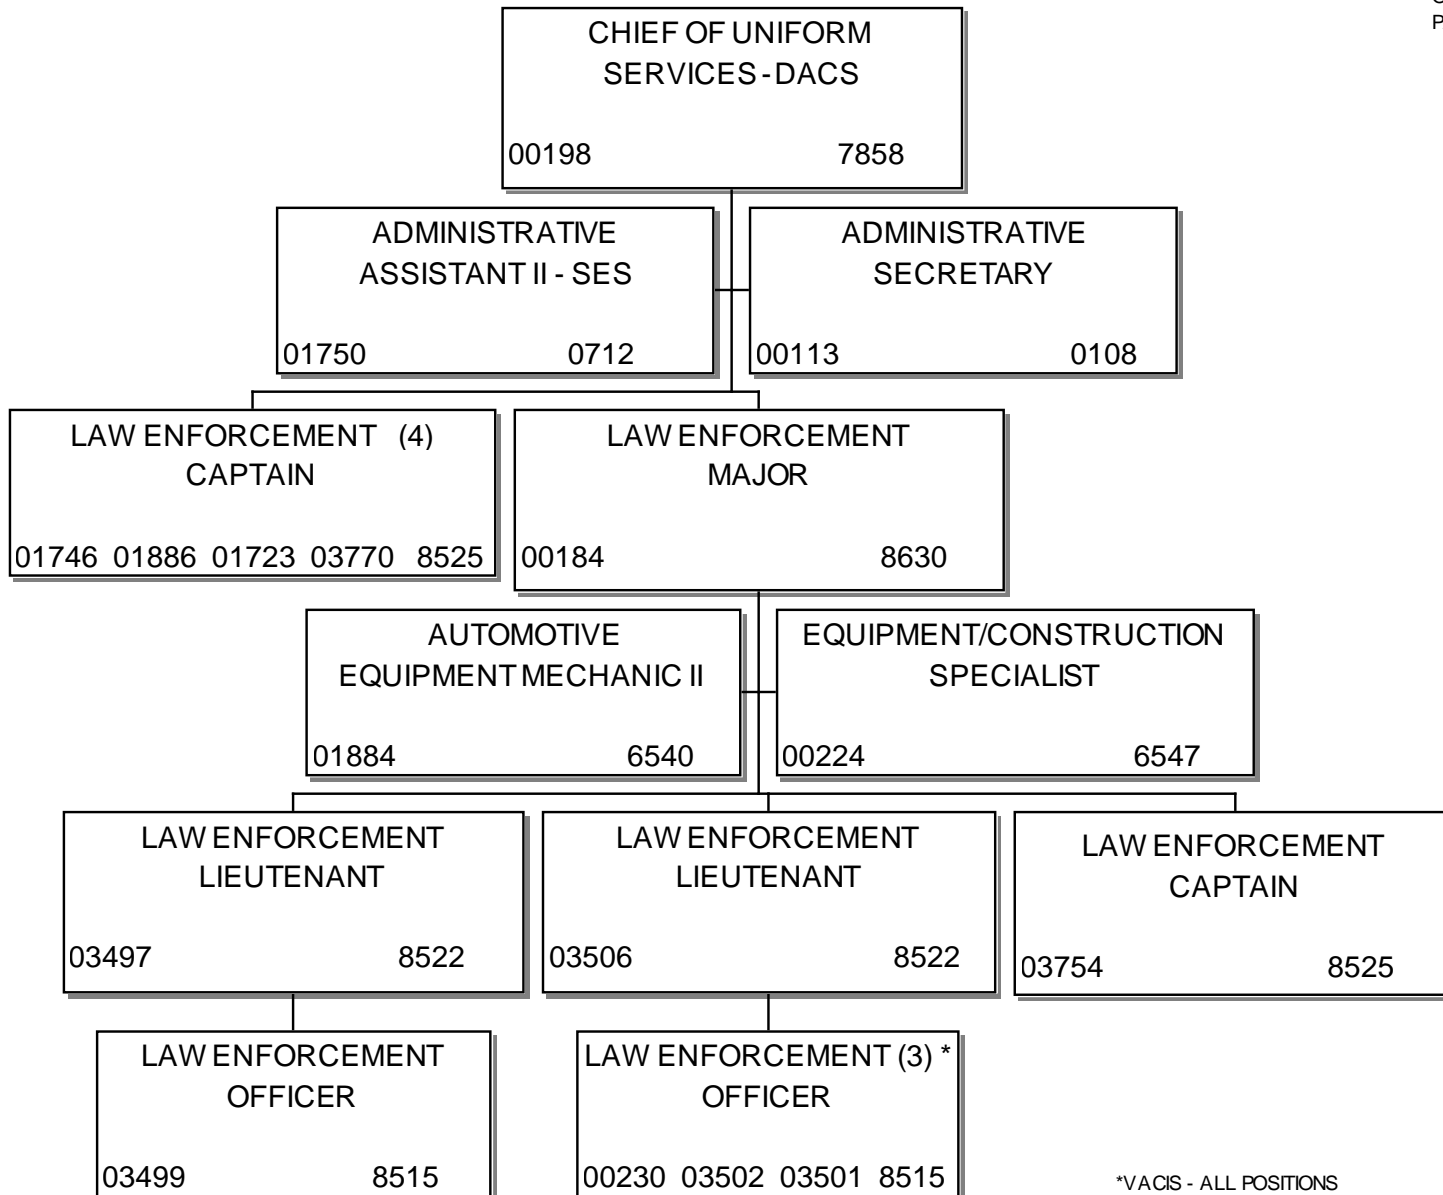 CHIEF OF UNIFORM
SERVICES - DACS
00198 7858
ADMINISTRATIVE
ASSISTANT II - SES
01750 0712
ADMINISTRATIVE
SECRETARY
00113 0108
LAW ENFORCEMENT (4)
CAPTAIN
01746 01886 01723 03770 8525
LAW ENFORCEMENT
MAJOR
00184 8630
AUTOMOTIVE
EQUIPMENT MECHANIC II
01884 6540
EQUIPMENT/CONSTRUCTION
SPECIALIST
00224 6547
LAW ENFORCEMENT
LIEUTENANT
03497 8522
LAW ENFORCEMENT
LIEUTENANT
03506 8522
LAW ENFORCEMENT
CAPTAIN
03754 8525
LAW ENFORCEMENT
OFFICER
03499 8515
LAW ENFORCEMENT (3) *
OFFICER
00230 03502 03501 8515
*VACIS - ALL POSITIONS